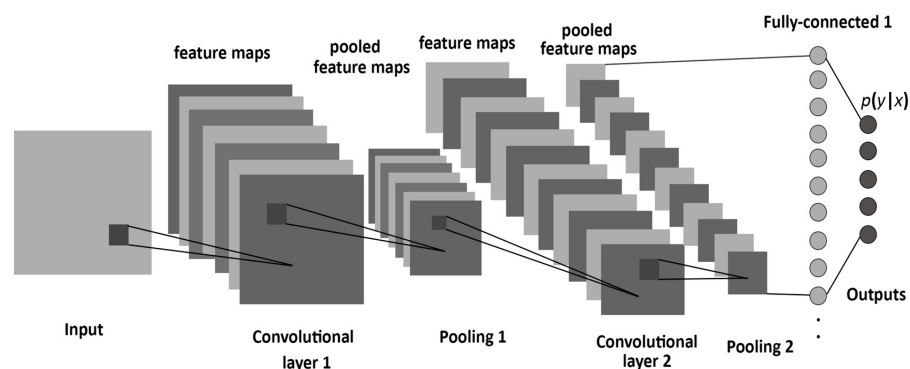 Fully-connected 1
feature maps
pooled
feature maps
feature maps
pooled
feature maps
p(y|x)
Input
Convolutional
layer 1
Pooling 1
Convolutional
layer 2
Pooling 2
Outputs